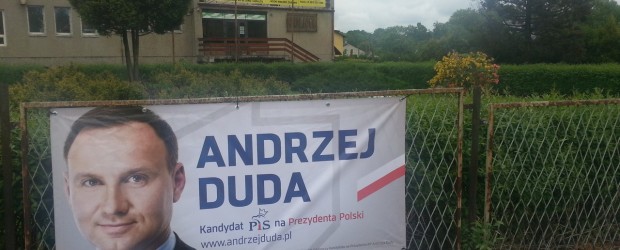 ANDRZEJ
DUDA
Kandydat PiS na Prezydenta Polski
www.andrzejduda.pl